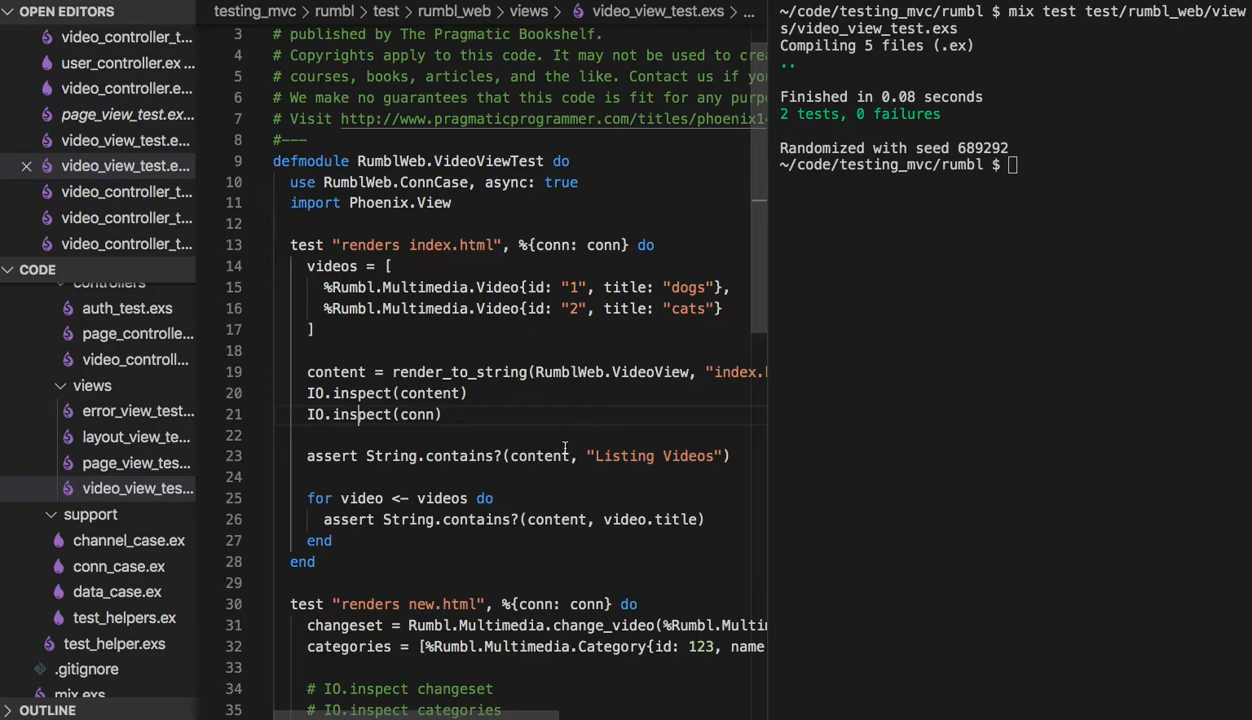 OPEN EDITORS
video_controller_t...
user_controller.ex ...
video_controller.e...
page_view_test.ex...
video_view_test.e...
video_view_test.e...
video_controller_t...
video_controller_t...
video_controller_t...
CODE
controllers
auth_test.exs
page_controlle...
video_controll...
views
error_view_test...
layout_view_te...
page_view_tes...
video_view_tes...
support
channel_case.ex
conn_case.ex
data_case.ex
test_helpers.ex
test_helper.exs
.gitignore
mix.exs
OUTLINE
testing_mvc > rumbl > test > rumbl_web > views > video_view_test.exs > ...
3 # published by The Pragmatic Bookshelf.
4 # Copyrights apply to this code. It may not be used to crea
5 # courses, books, articles, and the like. Contact us if you
6 # We make no guarantees that this code is fit for any purp
7 # Visit http://www.pragmaticprogrammer.com/titles/phoenix14
8 #---
9 defmodule RumblWeb.VideoViewTest do
10 use RumblWeb.ConnCase, async: true
11 import Phoenix.View
12
13 test "renders index.html", %{conn: conn} do
14 videos = [
15 %Rumbl.Multimedia.Video{id: "1", title: "dogs"},
16 %Rumbl.Multimedia.Video{id: "2", title: "cats"}
17 ]
18
19 content = render_to_string(RumblWeb.VideoView, "index.h
20 IO.inspect(content)
21 IO.inspect(conn)
22
23 assert String.contains?(content, "Listing Videos")
24
25 for video <- videos do
26 assert String.contains?(content, video.title)
27 end
28 end
29
30 test "renders new.html", %{conn: conn} do
31 changeset = Rumbl.Multimedia.change_video(%Rumbl.Multim
32 categories = [%Rumbl.Multimedia.Category{id: 123, name
33
34 # IO.inspect changeset
35 # IO.inspect categories
~/code/testing_mvc/rumbl $ mix test test/rumbl_web/view
s/video_view_test.exs
Compiling 5 files (.ex)
..
Finished in 0.08 seconds
2 tests, 0 failures
Randomized with seed 689292
~/code/testing_mvc/rumbl $